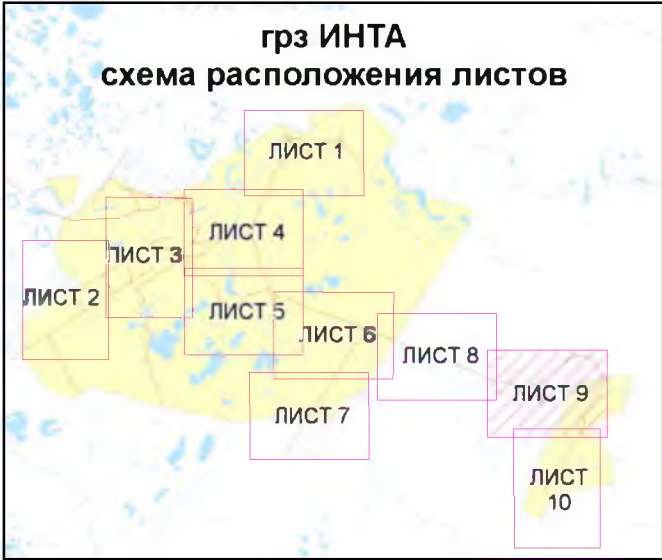 грз ИНТА
схема расположения листов
ЛИСТ 1
ЛИСТ 4
ЛИСТ 3
ЛИСТ 2
ЛИСТ 5
ЛИСТ 6
ЛИСТ 8
ЛИСТ 9
ЛИСТ 7
ЛИСТ
10